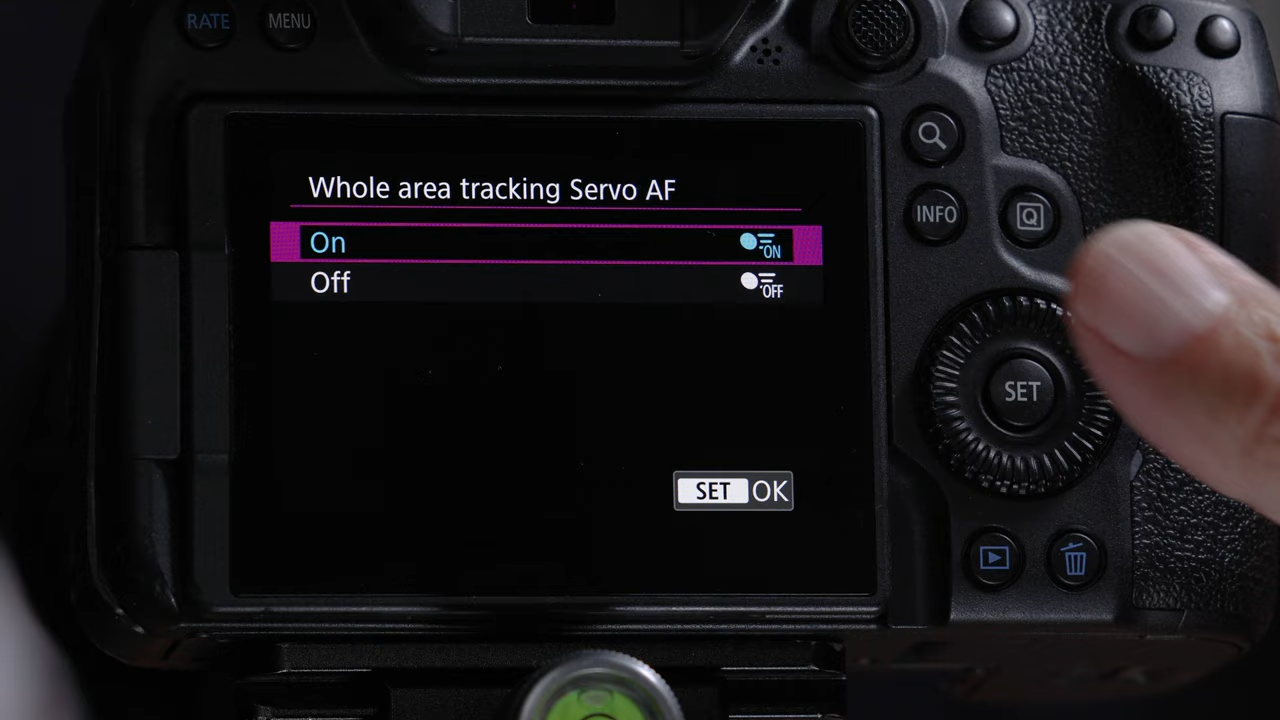 RATE MENU
Whole area tracking Servo AF
On ON
Off OFF
SET OK
INFO Q
SET